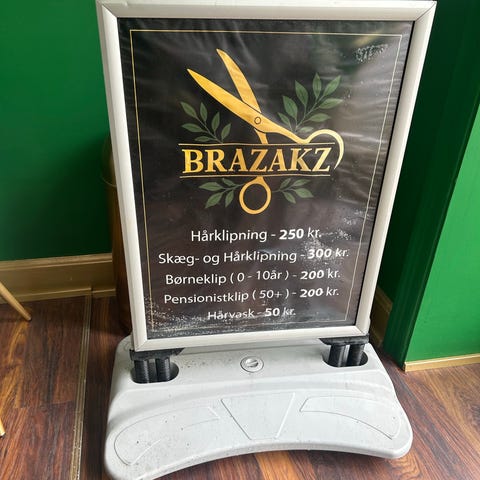 BRAZAKZ
Hårklipning - 250 kr.
Skæg- og Hårklipning - 300 kr.
Børneklip ( 0 - 10år ) - 200 kr.
Pensionistklip ( 50+ ) - 200 kr.
Hårvask - 50 kr.